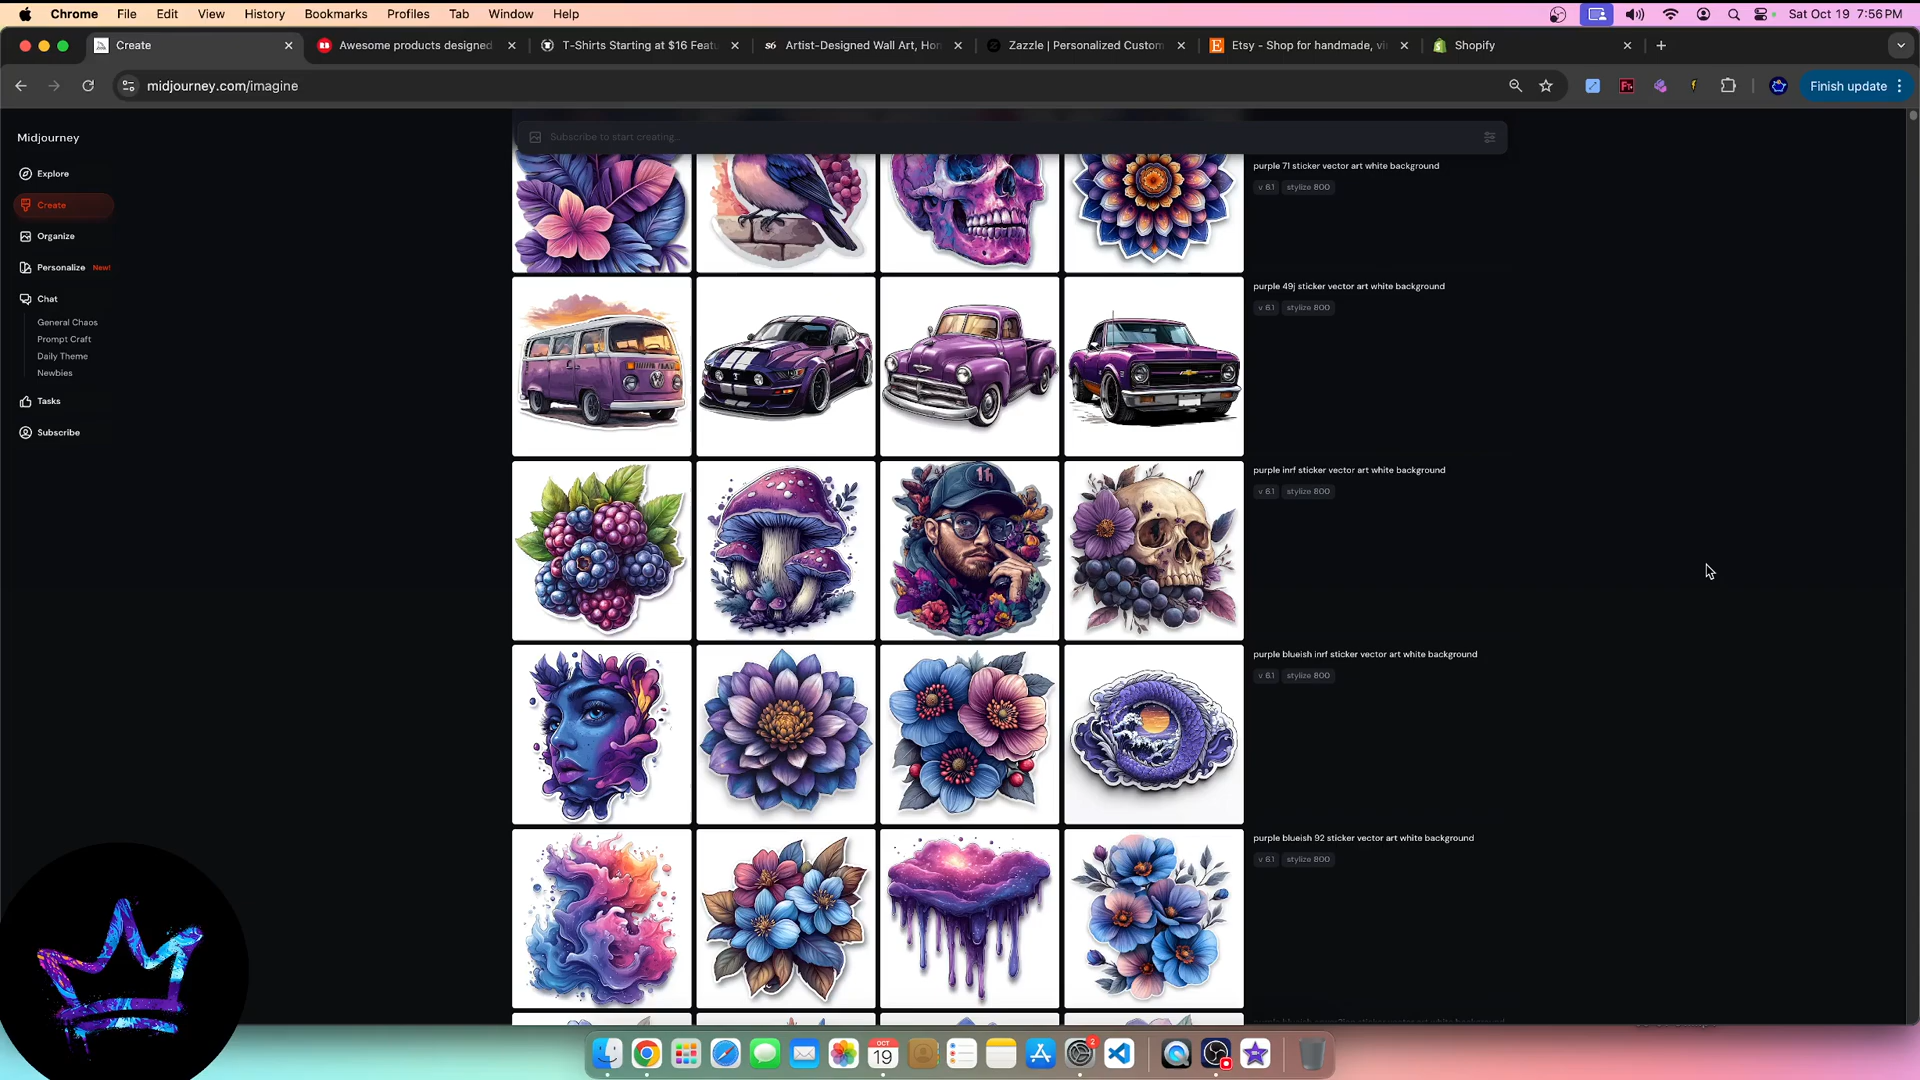 Chrome File Edit View History Bookmarks Profiles Tab Window Help
Sat Oct 19 7:56 PM
Create
Awesome products designed
T-Shirts Starting at $16 Featu
Artist-Designed Wall Art, Hom
Zazzle | Personalized Custom
Etsy - Shop for handmade, vi
Shopify
midjourney.com/imagine
Finish update
Midjourney
Subscribe to start creating...
Explore
Create
Organize
Personalize New!
Chat
General Chaos
Prompt Craft
Daily Theme
Newbies
Tasks
Subscribe
purple 71 sticker vector art white background
v 6.1 stylize 800
purple 49j sticker vector art white background
v 6.1 stylize 800
purple inrf sticker vector art white background
v 6.1 stylize 800
purple blueish inrf sticker vector art white background
v 6.1 stylize 800
purple blueish 92 sticker vector art white background
v 6.1 stylize 800
OCT
19
2